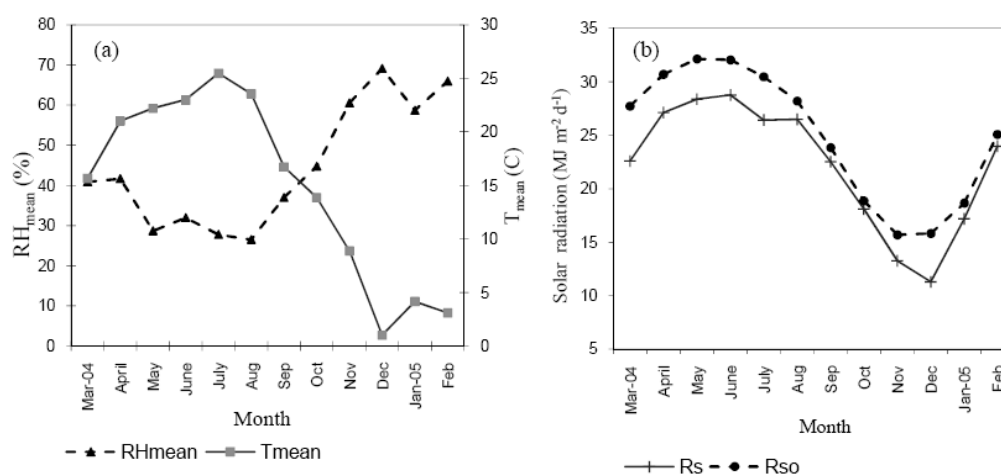 (a)
80
70
60
50
40
30
20
10
0
RHmean (%)
30
25
20
15
10
5
0
Tmean (C)
Mar-04
April
May
June
July
Aug
Sep
Oct
Nov
Dec
Jan-05
Feb
Month
RHmean
Tmean
(b)
35
30
25
20
15
10
5
Solar radiation (MJ m⁻² d⁻¹)
Mar-04
April
May
June
July
Aug
Sep
Oct
Nov
Dec
Jan-05
Feb
Month
Rs
Rso